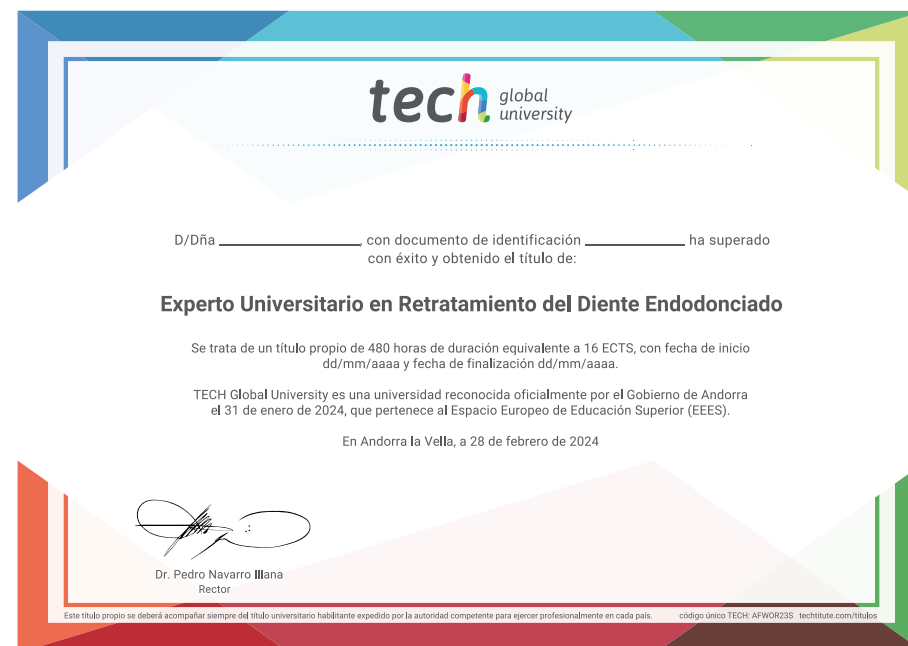 tech global university
D/Dña ____________, con documento de identificación ____________ ha superado
con éxito y obtenido el título de:
Experto Universitario en Retratamiento del Diente Endodonciado
Se trata de un título propio de 480 horas de duración equivalente a 16 ECTS, con fecha de inicio
dd/mm/aaaa y fecha de finalización dd/mm/aaaa.
TECH Global University es una universidad reconocida oficialmente por el Gobierno de Andorra
el 31 de enero de 2024, que pertenece al Espacio Europeo de Educación Superior (EEES).
En Andorra la Vella, a 28 de febrero de 2024
Dr. Pedro Navarro Illana
Rector
Este título propio se deberá acompañar siempre del título universitario habilitante expedido por la autoridad competente para ejercer profesionalmente en cada país. código único TECH: AFWOR23S techtitute.com/titulos